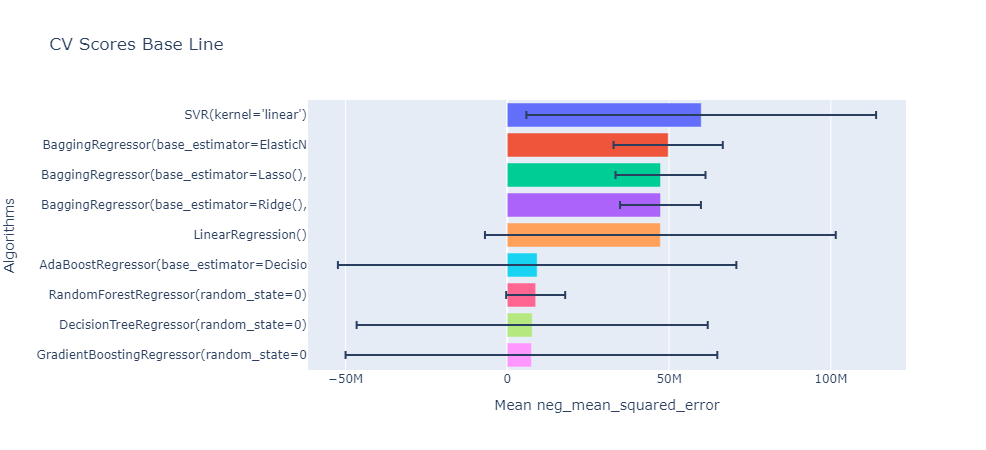 CV Scores Base Line
Algorithms
SVR(kernel='linear')
BaggingRegressor(base_estimator=ElasticN
BaggingRegressor(base_estimator=Lasso(),
BaggingRegressor(base_estimator=Ridge(),
LinearRegression()
AdaBoostRegressor(base_estimator=Decisio
RandomForestRegressor(random_state=0)
DecisionTreeRegressor(random_state=0)
GradientBoostingRegressor(random_state=0
−50M 0 50M 100M
Mean neg_mean_squared_error